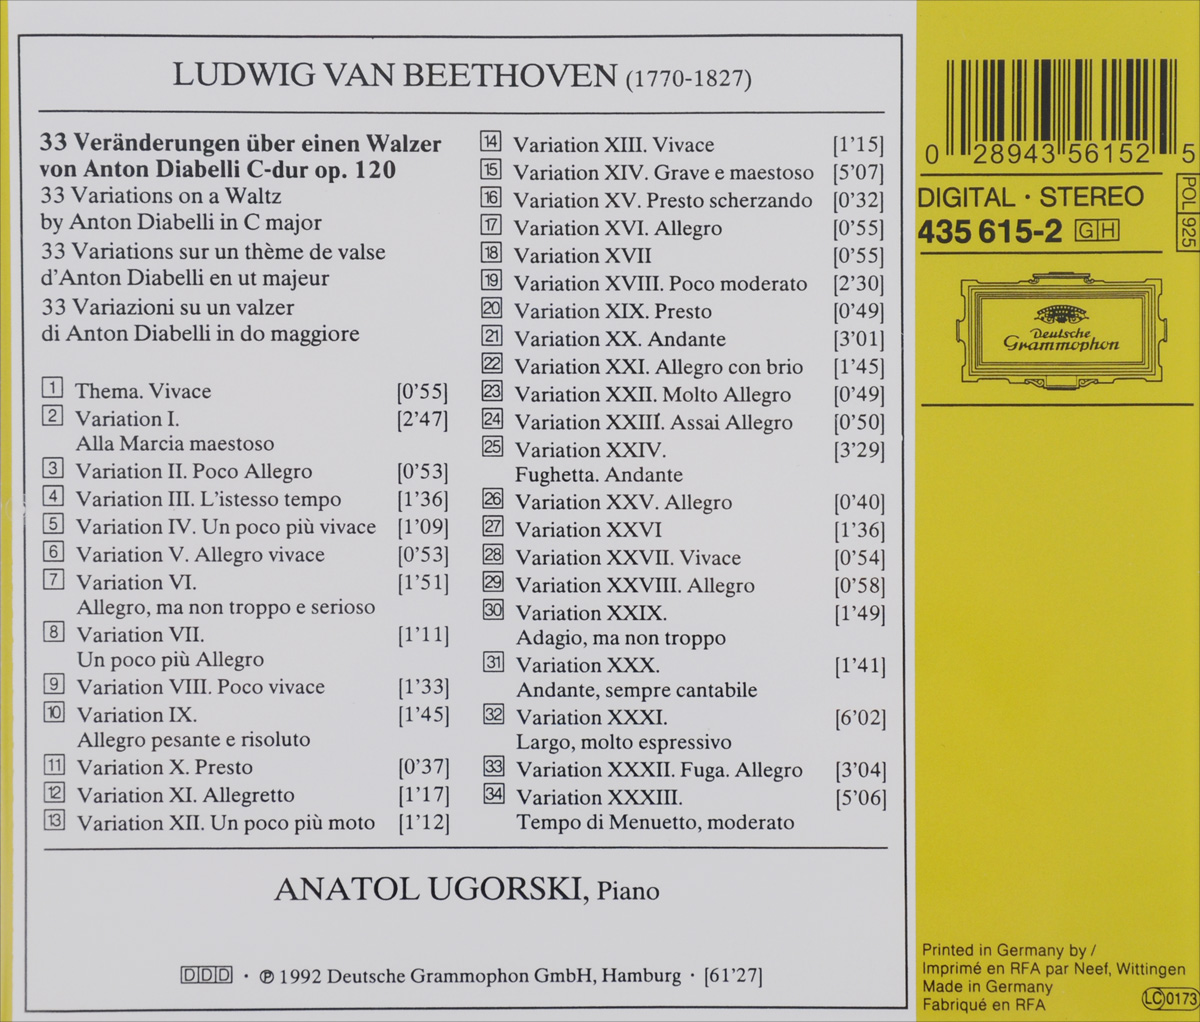 LUDWIG VAN BEETHOVEN (1770-1827)
33 Veränderungen über einen Walzer
von Anton Diabelli C-dur op. 120
33 Variations on a Waltz
by Anton Diabelli in C major
33 Variations sur un thème de valse
d'Anton Diabelli en ut majeur
33 Variazioni su un valzer
di Anton Diabelli in do maggiore
1 Thema. Vivace [0'55]
2 Variation I. [2'47]
Alla Marcia maestoso
3 Variation II. Poco Allegro [0'53]
4 Variation III. L'istesso tempo [1'36]
5 Variation IV. Un poco più vivace [1'09]
6 Variation V. Allegro vivace [0'53]
7 Variation VI. [1'51]
Allegro, ma non troppo e serioso
8 Variation VII. [1'11]
Un poco più Allegro
9 Variation VIII. Poco vivace [1'33]
10 Variation IX. [1'45]
Allegro pesante e risoluto
11 Variation X. Presto [0'37]
12 Variation XI. Allegretto [1'17]
13 Variation XII. Un poco più moto [1'12]
14 Variation XIII. Vivace [1'15]
15 Variation XIV. Grave e maestoso [5'07]
16 Variation XV. Presto scherzando [0'32]
17 Variation XVI. Allegro [0'55]
18 Variation XVII [0'55]
19 Variation XVIII. Poco moderato [2'30]
20 Variation XIX. Presto [0'49]
21 Variation XX. Andante [3'01]
22 Variation XXI. Allegro con brio [1'45]
23 Variation XXII. Molto Allegro [0'49]
24 Variation XXIII. Assai Allegro [0'50]
25 Variation XXIV. [3'29]
Fughetta. Andante
26 Variation XXV. Allegro [0'40]
27 Variation XXVI [1'36]
28 Variation XXVII. Vivace [0'54]
29 Variation XXVIII. Allegro [0'58]
30 Variation XXIX. [1'49]
Adagio, ma non troppo
31 Variation XXX. [1'41]
Andante, sempre cantabile
32 Variation XXXI. [6'02]
Largo, molto espressivo
33 Variation XXXII. Fuga. Allegro [3'04]
34 Variation XXXIII. [5'06]
Tempo di Menuetto, moderato
ANATOL UGORSKI, Piano
DDD · ℗ 1992 Deutsche Grammophon GmbH, Hamburg · [61'27]
0 28943 56152 5
DIGITAL · STEREO
435 615-2 GH
POL 925
Deutsche
Grammophon
Printed in Germany by /
Imprimé en RFA par Neef, Wittingen
Made in Germany
Fabriqué en RFA
LC 0173